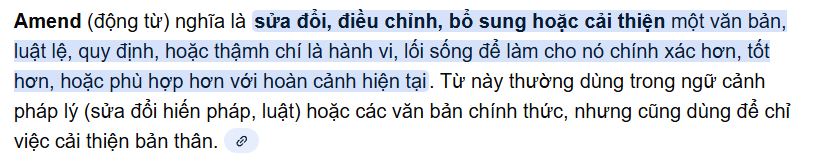 Amend (động từ) nghĩa là sửa đổi, điều chỉnh, bổ sung hoặc cải thiện một văn bản,
luật lệ, quy định, hoặc thậmchí là hành vi, lối sống để làm cho nó chính xác hơn, tốt
hơn, hoặc phù hợp hơn với hoàn cảnh hiện tại. Từ này thường dùng trong ngữ cảnh
pháp lý (sửa đổi hiến pháp, luật) hoặc các văn bản chính thức, nhưng cũng dùng để chỉ
việc cải thiện bản thân.